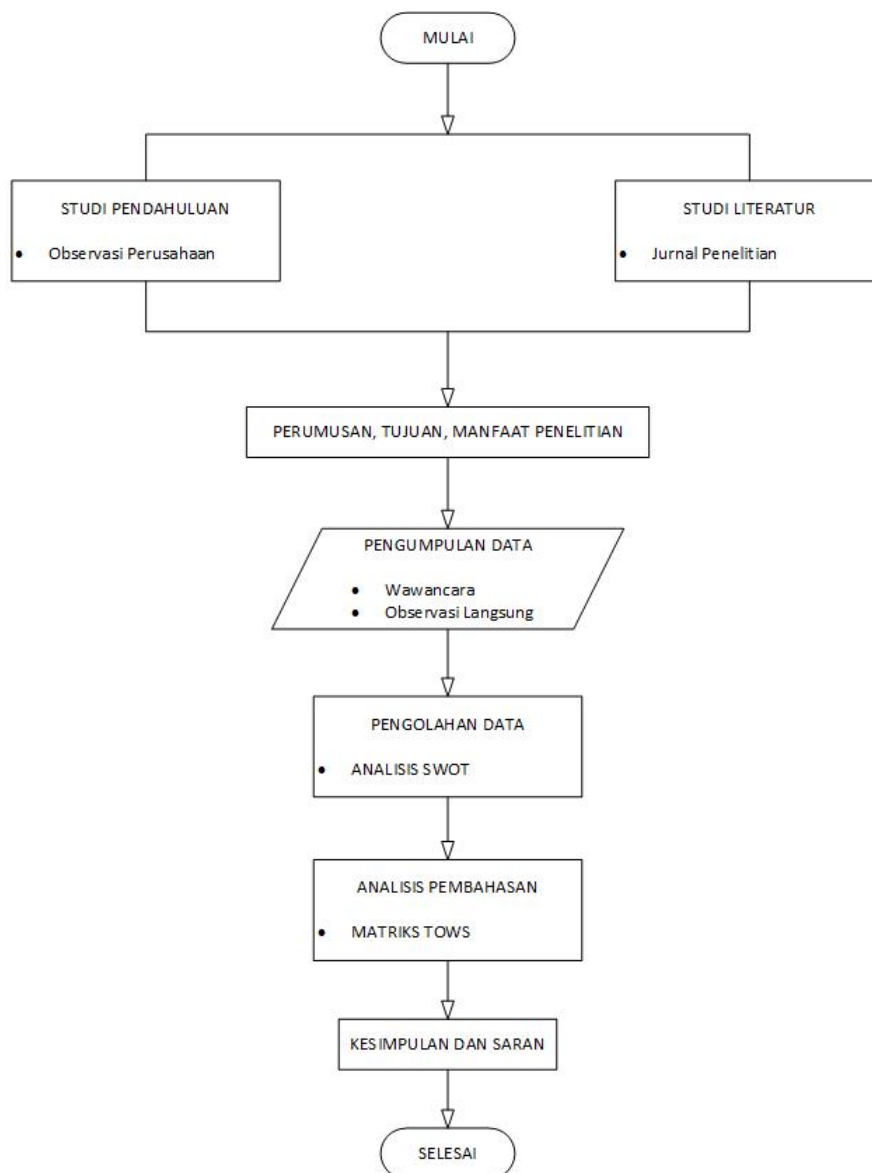 MULAI
STUDI PENDAHULUAN
• Observasi Perusahaan
STUDI LITERATUR
• Jurnal Penelitian
PERUMUSAN, TUJUAN, MANFAAT PENELITIAN
PENGUMPULAN DATA
• Wawancara
• Observasi Langsung
PENGOLAHAN DATA
• ANALISIS SWOT
ANALISIS PEMBAHASAN
• MATRIKS TOWS
KESIMPULAN DAN SARAN
SELESAI